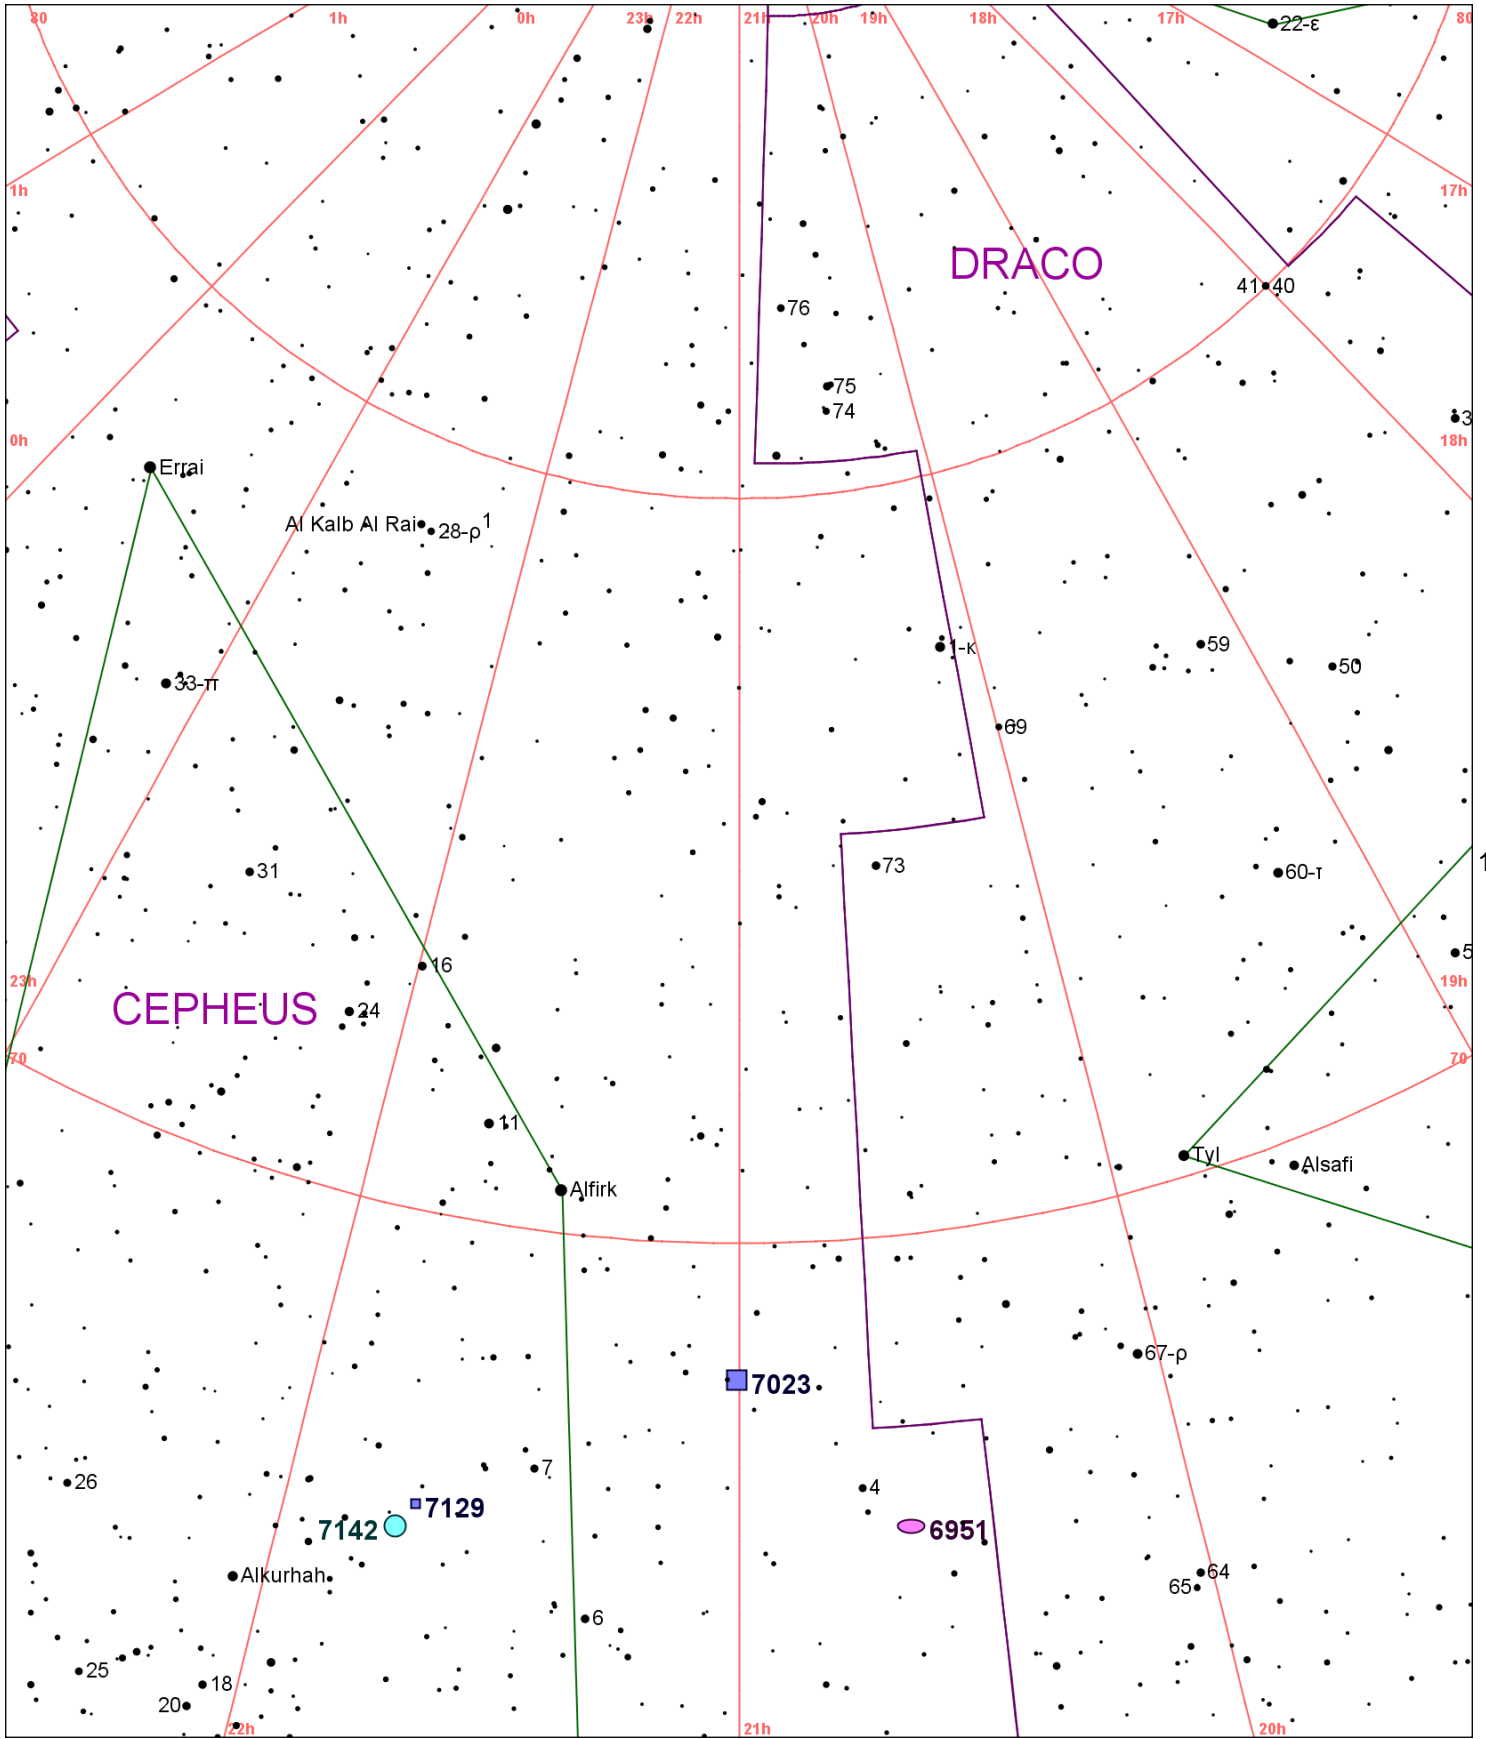 80 1h 0h 23h 22h 21h 20h 19h 18h 17h 80
22-ε
1h 17h
DRACO
41 40
76
75
74
3
0h 18h
Errai
Al Kalb Al Rai 28-ρ 1
1-κ 59
50
33-π
69
1
73 31 60-τ
16 5
23h 19h
CEPHEUS 24
70 70
11
Tyl Alsafi
Alfirk
67-ρ
7023
7
26 4
7129
7142 6951
Alkurhah 64
65
6
25 18
20
22h 21h 20h